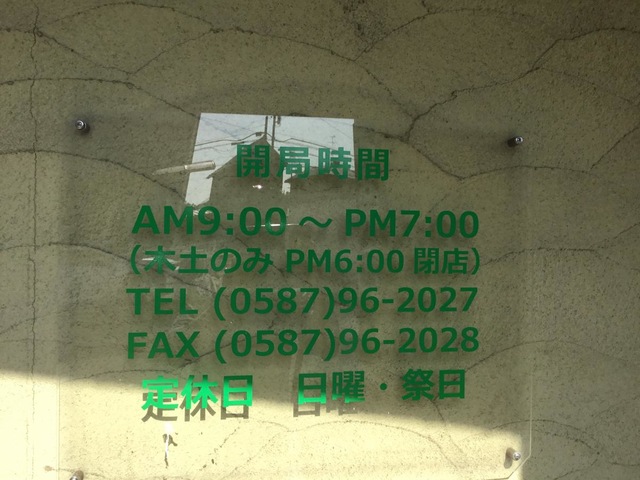 開局時間
AM9:00 ～ PM7:00
（木土のみ PM6:00 閉店）
TEL (0587)96-2027
FAX (0587)96-2028
定休日 日曜・祭日